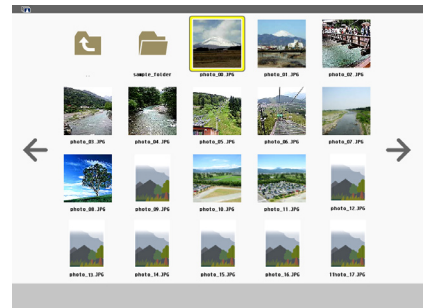 ..
sample_folder
photo_00.JPG
photo_01.JPG
photo_02.JPG
photo_03.JPG
photo_04.JPG
photo_05.JPG
photo_06.JPG
photo_07.JPG
photo_08.JPG
photo_09.JPG
photo_10.JPG
photo_11.JPG
photo_12.JPG
photo_13.JPG
photo_14.JPG
photo_15.JPG
photo_16.JPG
1hoto_17.JPG